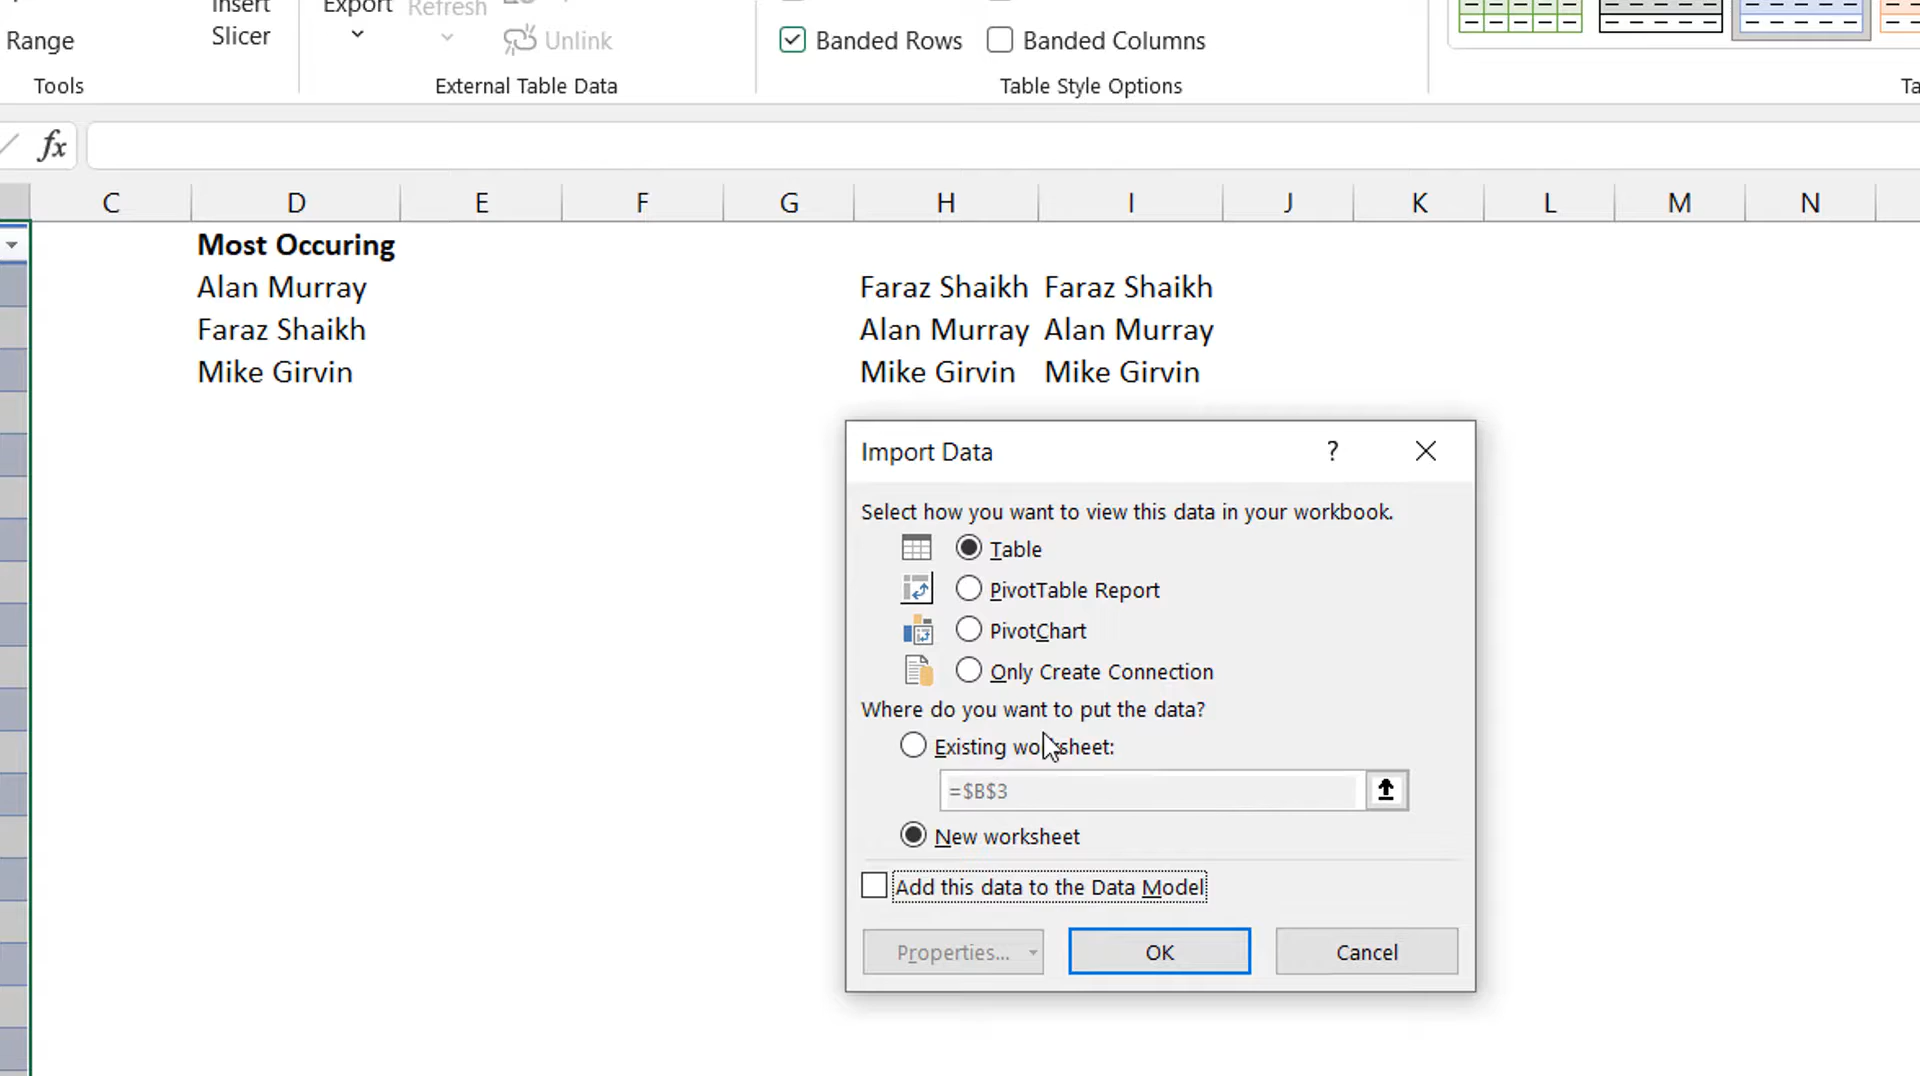 Insert Export Refresh
Range Slicer Unlink Banded Rows Banded Columns
Tools External Table Data Table Style Options Ta
fx
C D E F G H I J K L M N
Most Occuring
Alan Murray Faraz Shaikh Faraz Shaikh
Faraz Shaikh Alan Murray Alan Murray
Mike Girvin Mike Girvin Mike Girvin
Import Data ?
Select how you want to view this data in your workbook.
Table
PivotTable Report
PivotChart
Only Create Connection
Where do you want to put the data?
Existing worksheet:
=$B$3
New worksheet
Add this data to the Data Model
Properties... OK Cancel